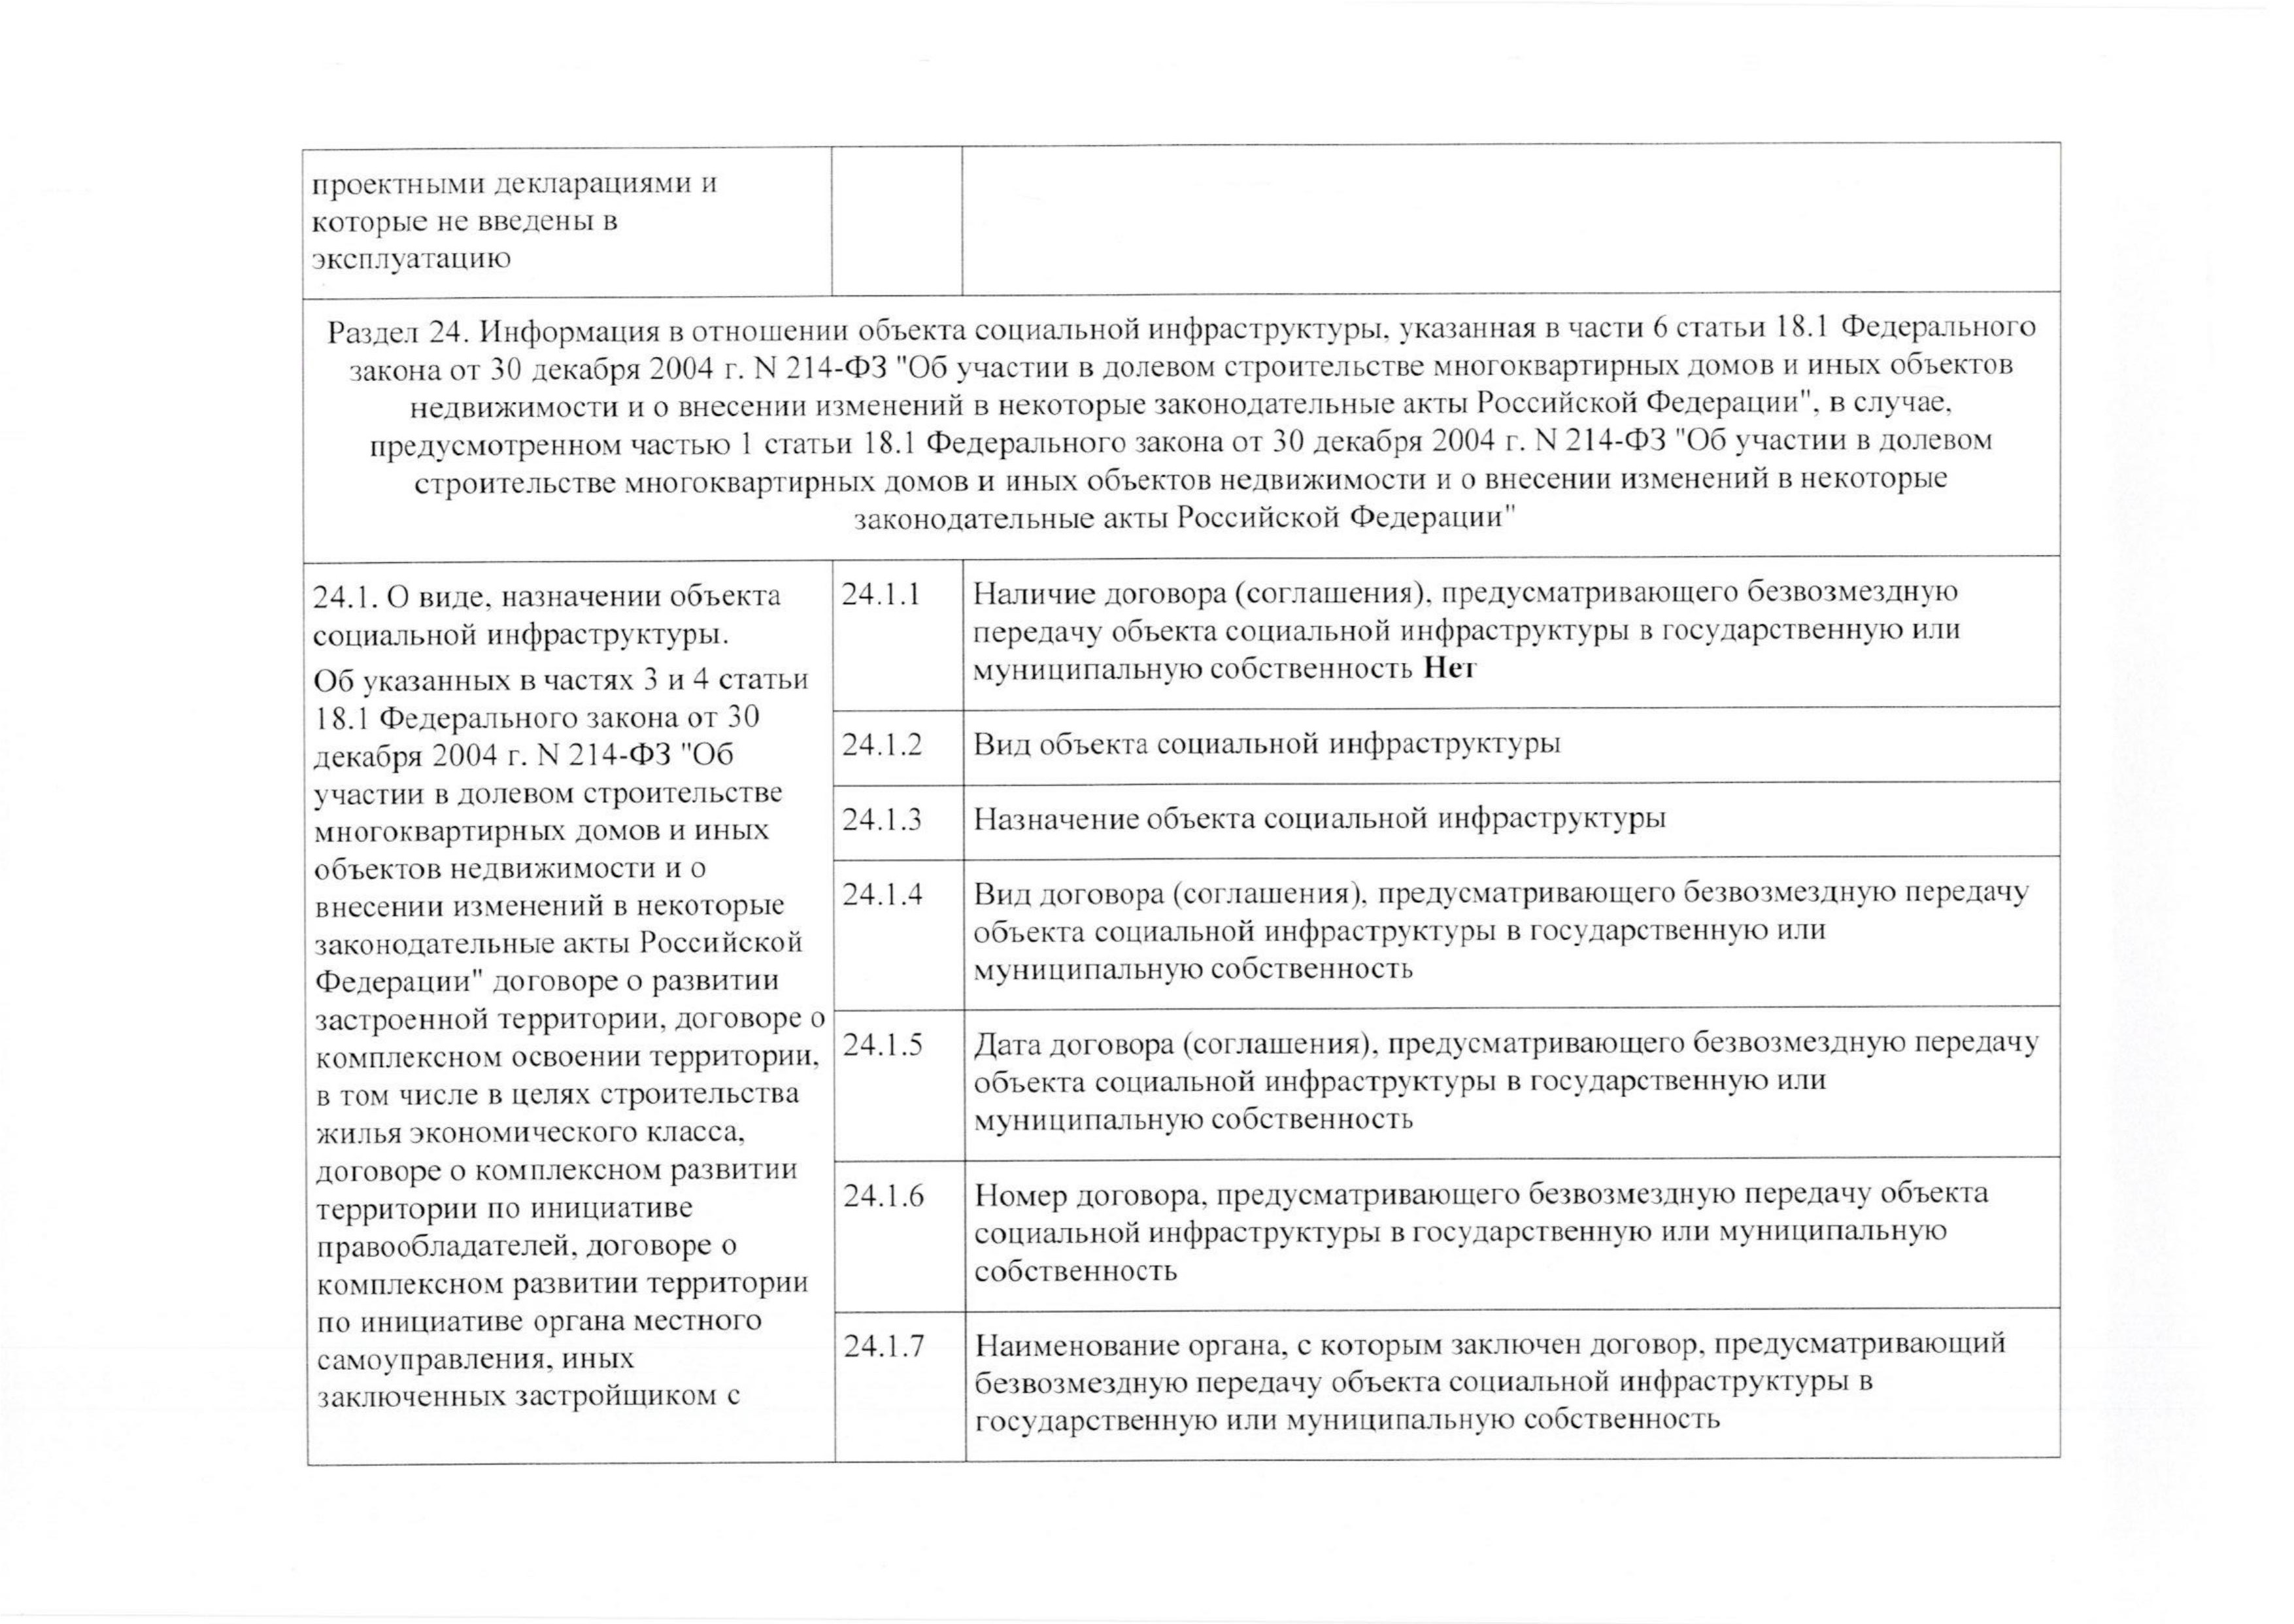 проектными декларациями и
которые не введены в
эксплуатацию
Раздел 24. Информация в отношении объекта социальной инфраструктуры, указанная в части 6 статьи 18.1 Федерального
закона от 30 декабря 2004 г. N 214-ФЗ "Об участии в долевом строительстве многоквартирных домов и иных объектов
недвижимости и о внесении изменений в некоторые законодательные акты Российской Федерации", в случае,
предусмотренном частью 1 статьи 18.1 Федерального закона от 30 декабря 2004 г. N 214-ФЗ "Об участии в долевом
строительстве многоквартирных домов и иных объектов недвижимости и о внесении изменений в некоторые
законодательные акты Российской Федерации"
24.1. О виде, назначении объекта
социальной инфраструктуры.
Об указанных в частях 3 и 4 статьи
18.1 Федерального закона от 30
декабря 2004 г. N 214-ФЗ "Об
участии в долевом строительстве
многоквартирных домов и иных
объектов недвижимости и о
внесении изменений в некоторые
законодательные акты Российской
Федерации" договоре о развитии
застроенной территории, договоре о
комплексном освоении территории,
в том числе в целях строительства
жилья экономического класса,
договоре о комплексном развитии
территории по инициативе
правообладателей, договоре о
комплексном развитии территории
по инициативе органа местного
самоуправления, иных
заключенных застройщиком с
24.1.1
Наличие договора (соглашения), предусматривающего безвозмездную
передачу объекта социальной инфраструктуры в государственную или
муниципальную собственность Нет
24.1.2
Вид объекта социальной инфраструктуры
24.1.3
Назначение объекта социальной инфраструктуры
24.1.4
Вид договора (соглашения), предусматривающего безвозмездную передачу
объекта социальной инфраструктуры в государственную или
муниципальную собственность
24.1.5
Дата договора (соглашения), предусматривающего безвозмездную передачу
объекта социальной инфраструктуры в государственную или
муниципальную собственность
24.1.6
Номер договора, предусматривающего безвозмездную передачу объекта
социальной инфраструктуры в государственную или муниципальную
собственность
24.1.7
Наименование органа, с которым заключен договор, предусматривающий
безвозмездную передачу объекта социальной инфраструктуры в
государственную или муниципальную собственность